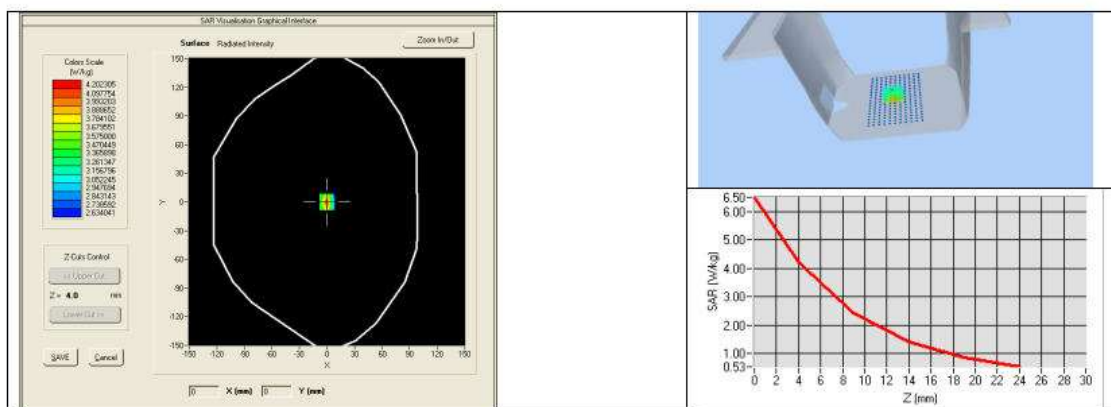 SAR Visualisation Graphical Interface
Surface Radiated Intensity
Zoom In/Out
Colors Scale
(W/kg)
4.202305
4.097754
3.993203
3.888652
3.784102
3.679551
3.575000
3.470449
3.365898
3.261347
3.156796
3.052245
2.947694
2.843143
2.738592
2.634041
150
120
90
60
30
0
-30
-60
-90
-120
-150
Y
-150 -120 -90 -60 -30 0 30 60 90 120 150
X
Z Cuts Control
<< Upper Cut
Z = 4.0 mm
Lower Cut >>
SAVE Cancel
0 X (mm) 0 Y (mm)
6.50
6.00
5.00
4.00
3.00
2.00
1.00
0.53
SAR (W/kg)
0 2 4 6 8 10 12 14 16 18 20 22 24 26 28 30
Z (mm)